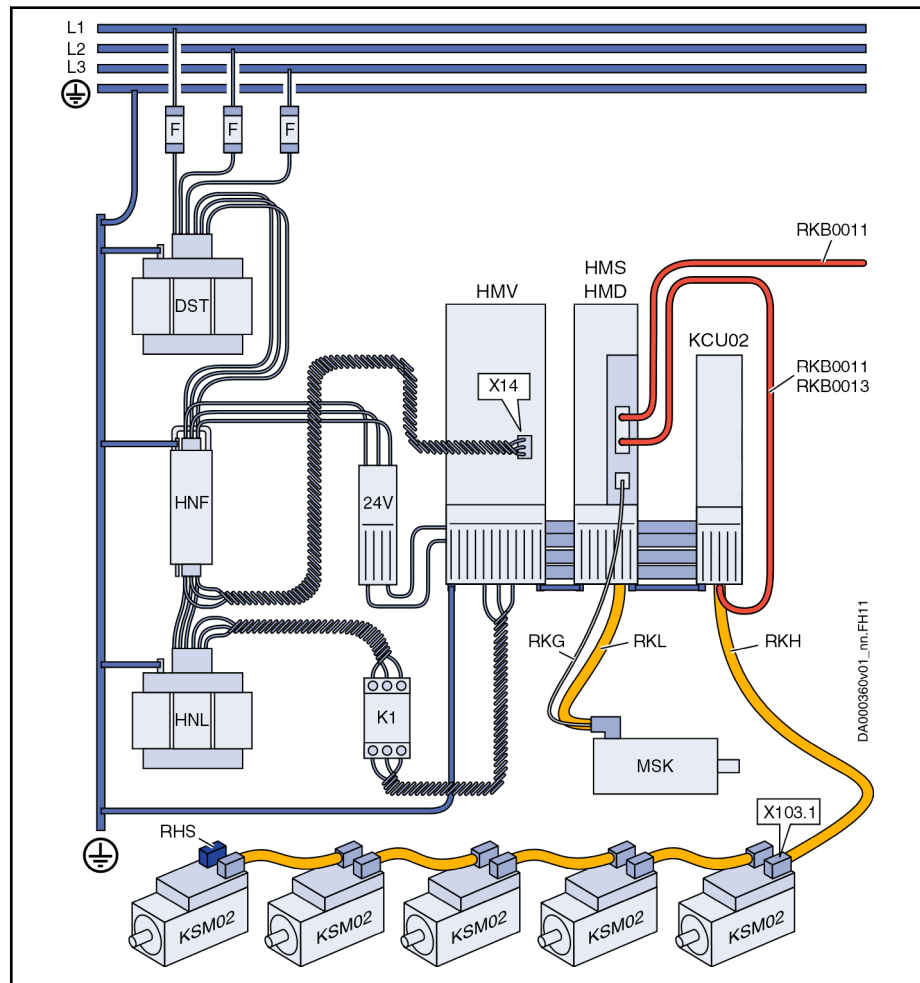 L1
L2
L3
F
F
F
RKB0011
DST
HMV
HMS
HMD
KCU02
RKB0011
RKB0013
X14
HNF
24V
RKG
RKL
RKH
DA000360v01_nn.FH11
HNL
K1
MSK
X103.1
RHS
KSM02
KSM02
KSM02
KSM02
KSM02